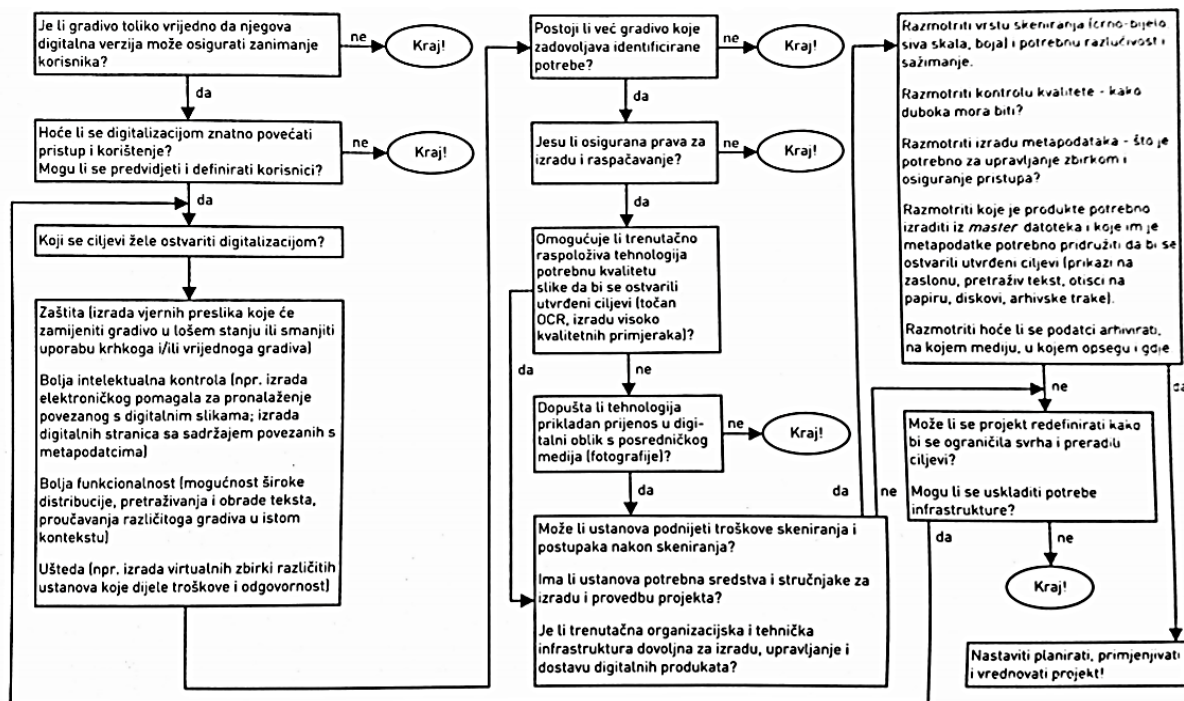 Je li gradivo toliko vrijedno da njegova
digitalna verzija može osigurati zanimanje
korisnika?
ne
Kraj!
da
Hoće li se digitalizacijom znatno povećati
pristup i korištenje?
Mogu li se predvidjeti i definirati korisnici?
ne
Kraj!
da
Koji se ciljevi žele ostvariti digitalizacijom?
Zaštita (izrada vjernih preslika koje će
zamijeniti gradivo u lošem stanju ili smanjiti
uporabu krhkoga i/ili vrijednoga gradiva)
Bolja intelektualna kontrola (npr. izrada
elektroničkog pomagala za pronalaženje
povezanog s digitalnim slikama; izrada
digitalnih stranica sa sadržajem povezanih s
metapodatcima)
Bolja funkcionalnost (mogućnost široke
distribucije, pretraživanja i obrade teksta,
proučavanja različitoga gradiva u istom
kontekstu)
Ušteda (npr. izrada virtualnih zbirki različitih
ustanova koje dijele troškove i odgovornost)
Postoji li već gradivo koje
zadovoljava identificirane
potrebe?
ne
Kraj!
da
Jesu li osigurana prava za
izradu i raspačavanje?
ne
Kraj!
da
Omogućuje li trenutačno
raspoloživa tehnologija
potrebnu kvalitetu
slike da bi se ostvarili
utvrđeni ciljevi (točan
OCR, izradu visoko
kvalitetnih primjeraka)?
da
ne
Dopušta li tehnologija
prikladan prijenos u digi-
talni oblik s posredničkog
medija (fotografije)?
ne
Kraj!
da
Može li ustanova podnijeti troškove skeniranja i
postupaka nakon skeniranja?
Ima li ustanova potrebna sredstva i stručnjake za
izradu i provedbu projekta?
Je li trenutačna organizacijska i tehnička
infrastruktura dovoljna za izradu, upravljanje i
dostavu digitalnih produkata?
da
ne
Razmotriti vrstu skeniranja (crno-bijelo
siva skala, boja) i potrebnu razlučivost i
sažimanje.
Razmotriti kontrolu kvalitete - kako
duboka mora biti?
Razmotriti izradu metapodataka - što je
potrebno za upravljanje zbirkom i
osiguranje pristupa?
Razmotriti koje je produkte potrebno
izraditi iz master datoteka i koje im je
metapodatke potrebno pridružiti da bi se
ostvarili utvrđeni ciljevi (prikazi na
zaslonu, pretraživ tekst, otisci na
papiru, diskovi, arhivske trake).
Razmotriti hoće li se podatci arhivirati,
na kojem mediju, u kojem opsegu i gdje
ne
da
Može li se projekt redefinirati kako
bi se ograničila svrha i preradili
ciljevi?
Mogu li se uskladiti potrebe
infrastrukture?
da
ne
Kraj!
Nastaviti planirati, primjenjivati
i vrednovati projekt!